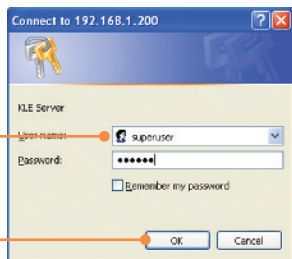 Connect to 192.168.1.200
KLE Server
User name:
superuser
Password:
••••••
Remember my password
OK
Cancel